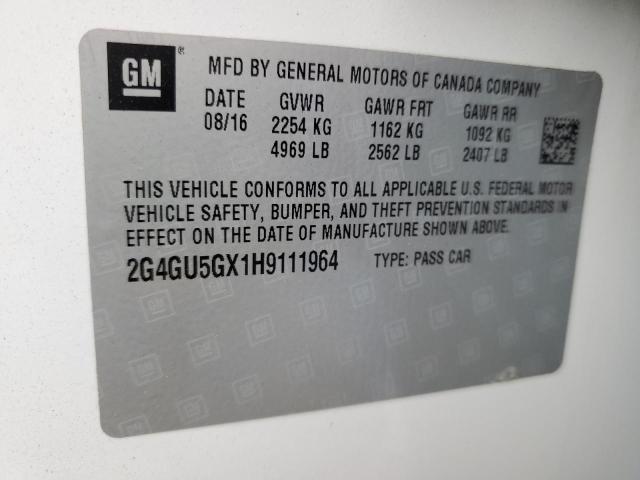 GM ®
MFD BY GENERAL MOTORS OF CANADA COMPANY
DATE GVWR GAWR FRT GAWR RR
08/16 2254 KG 1162 KG 1092 KG
4969 LB 2562 LB 2407 LB
THIS VEHICLE CONFORMS TO ALL APPLICABLE U.S. FEDERAL MOTOR
VEHICLE SAFETY, BUMPER, AND THEFT PREVENTION STANDARDS IN
EFFECT ON THE DATE OF MANUFACTURE SHOWN ABOVE.
2G4GU5GX1H9111964 TYPE: PASS CAR